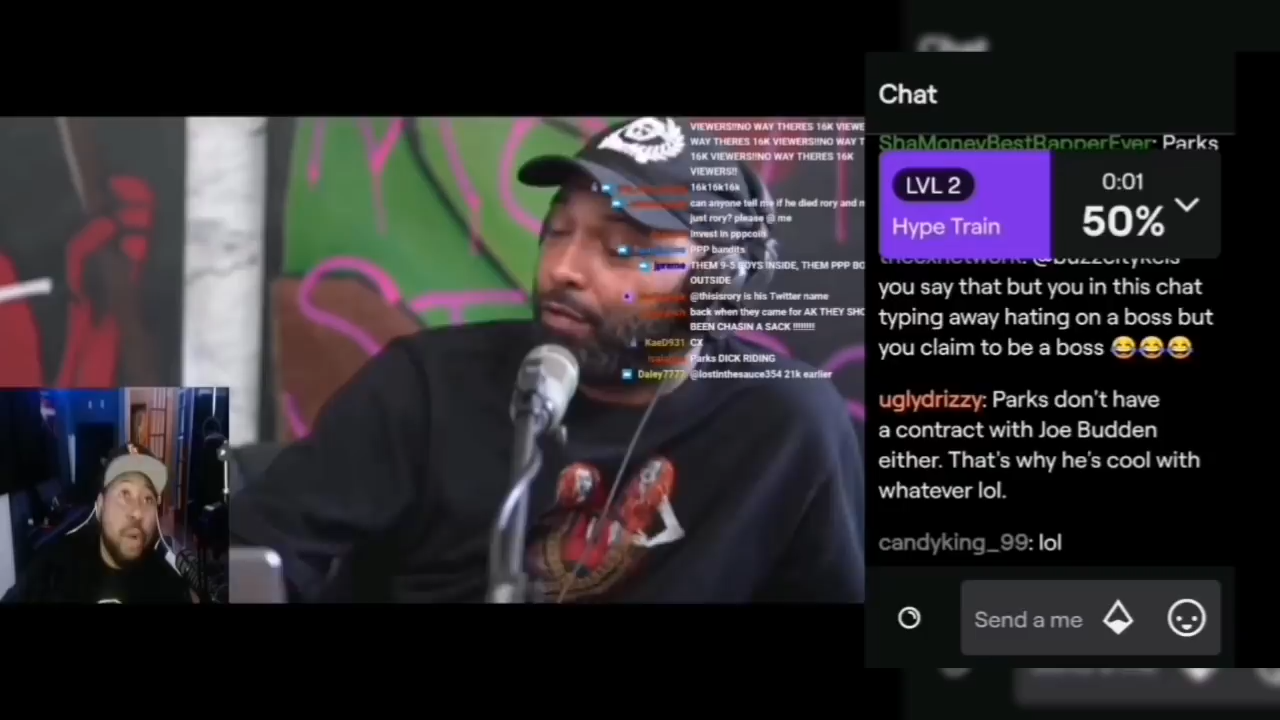 Chat
ShaMoneyBestRapperEver: Parks
LVL 2
Hype Train
0:01
50%
you say that but you in this chat
typing away hating on a boss but
you claim to be a boss 😂😂😂
uglydrizzy: Parks don't have
a contract with Joe Budden
either. That's why he's cool with
whatever lol.
candyking_99: lol
Send a me
VIEWERS!!NO WAY THERES 16K VIEWE
WAY THERES 16K VIEWERS!!NO WAY T
16K VIEWERS!!NO WAY THERES 16K
VIEWERS!!
16k16k16k
can anyone tell me if he died rory and m
just rory? please @ me
Invest in pppcoin
PPP bandits
THEM 9-5 BOYS INSIDE, THEM PPP BO
OUTSIDE
@thisisrory is his Twitter name
back when they came for AK THEY SHO
BEEN CHASIN A SACK !!!!!!!!
KaeD931 CX
Parks DICK RIDING
Daley7777 @lostinthesauce354 21k earlier